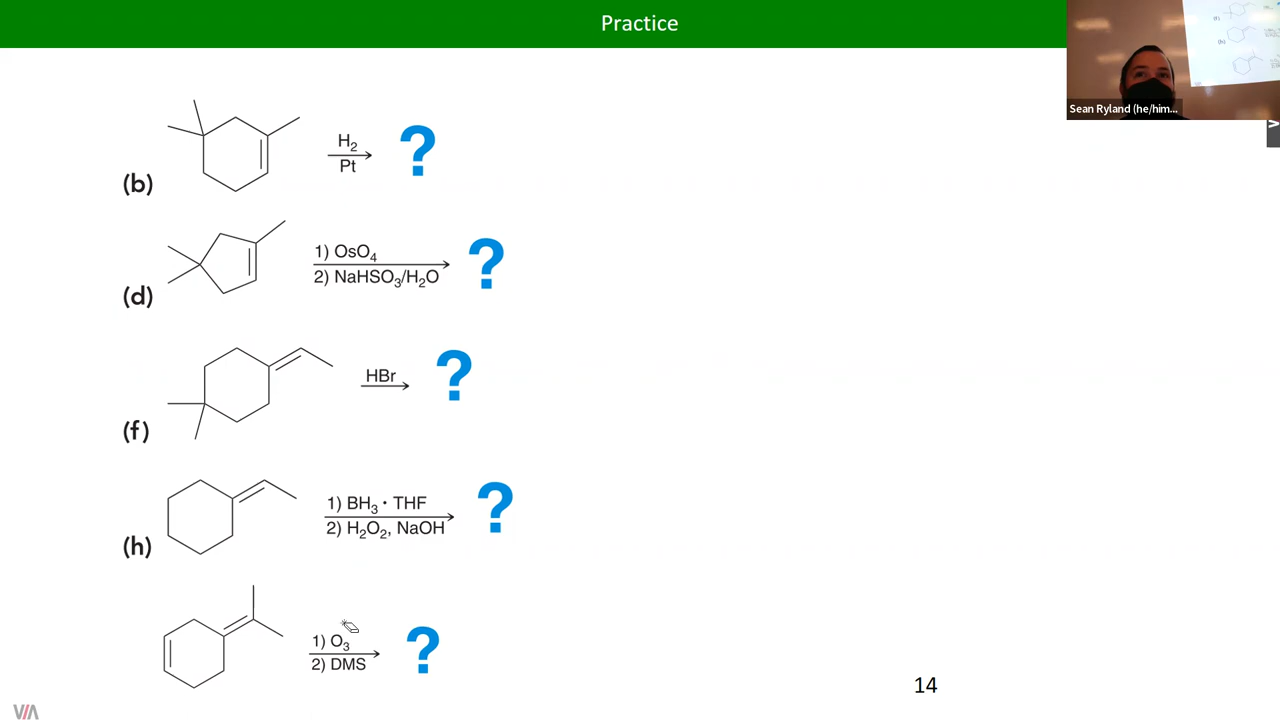 Practice
Sean Ryland (he/him...
(b)
H₂
Pt
?
(d)
1) OsO₄
2) NaHSO₃/H₂O
?
(f)
HBr
?
(h)
1) BH₃ · THF
2) H₂O₂, NaOH
?
1) O₃
2) DMS
?
14
VIA